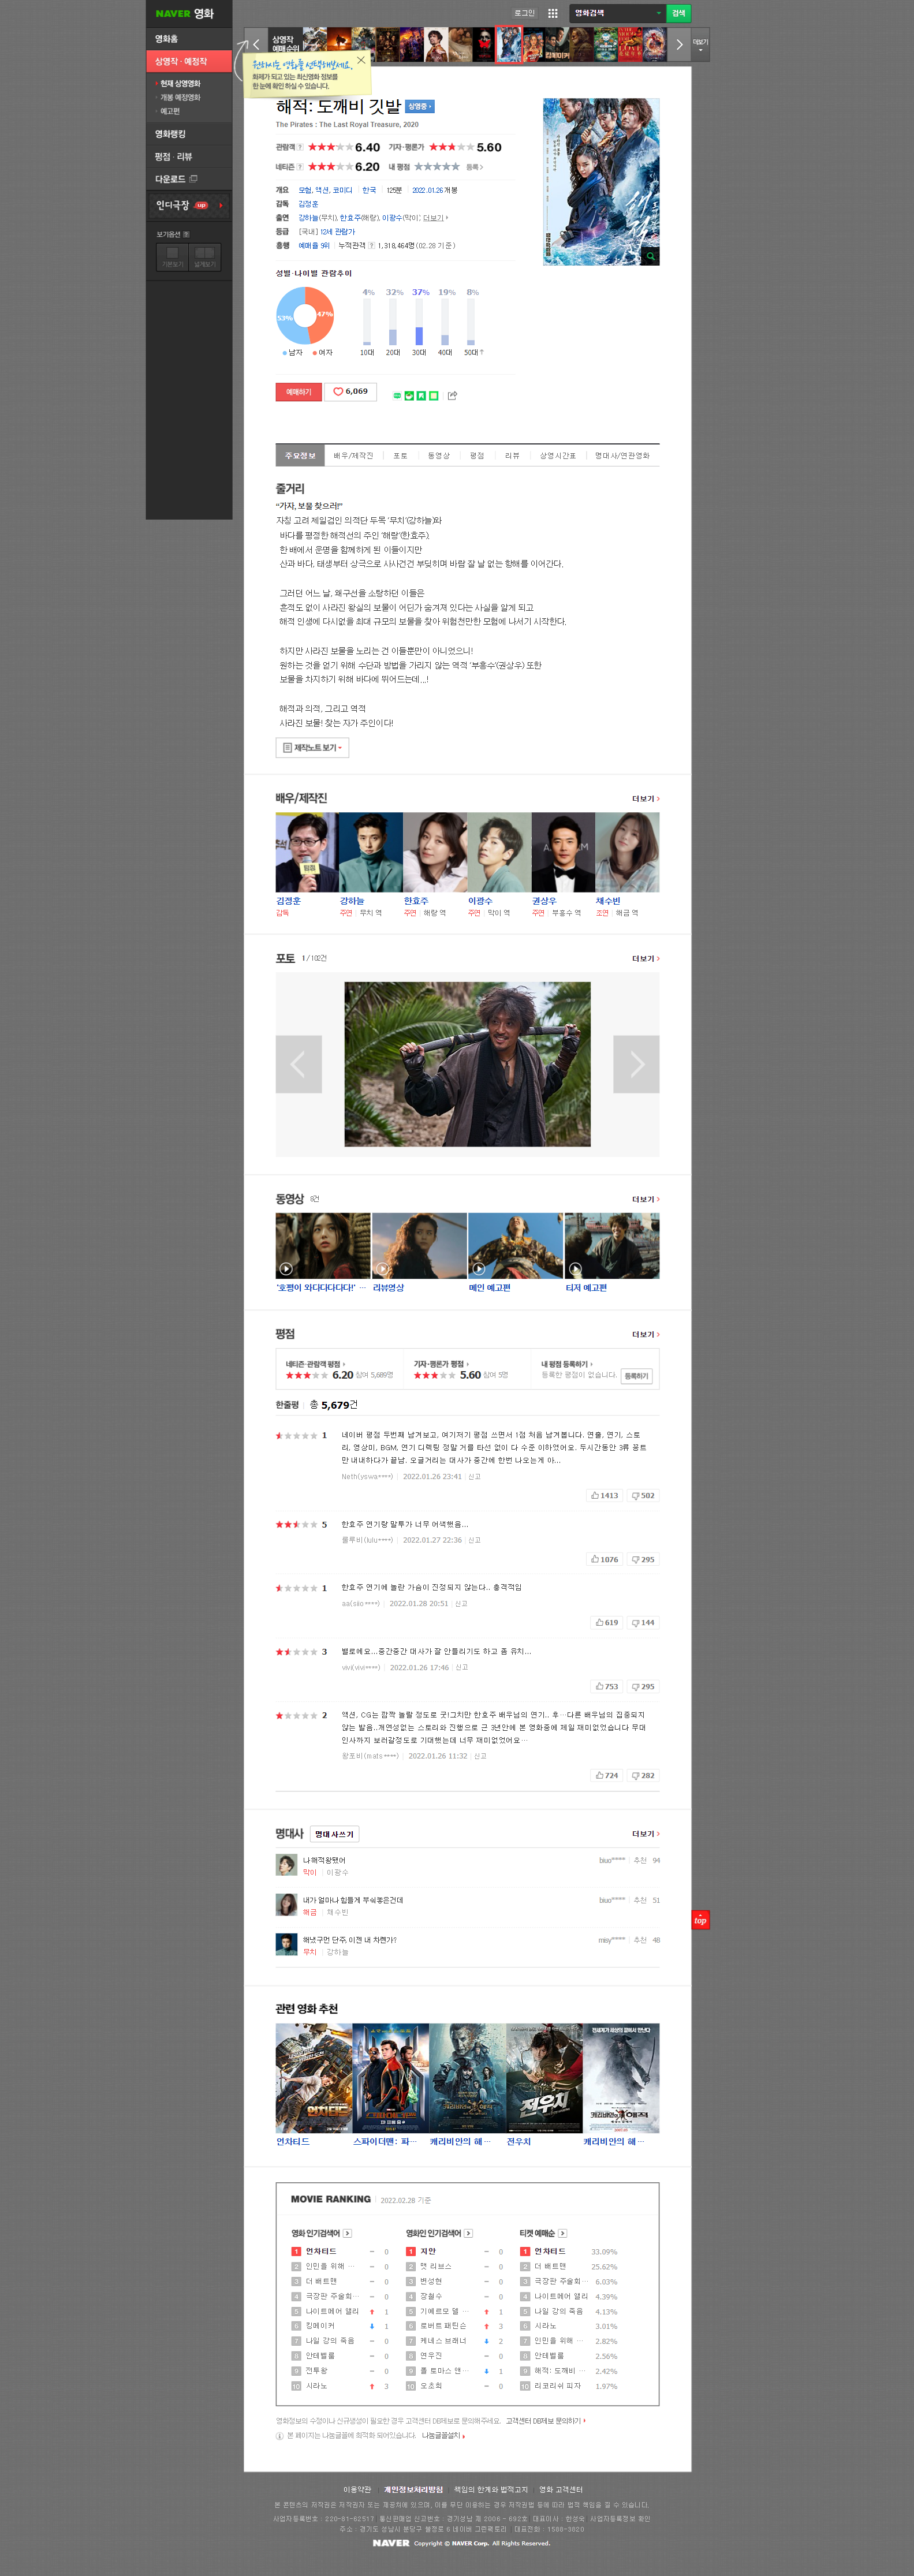 NAVER 영화
로그인
영화검색
검색
영화홈
상영작 · 예정작
현재 상영영화
개봉 예정영화
예고편
영화랭킹
평점 · 리뷰
다운로드
인디극장 up
보기옵션
기본보기
넓게보기
상영작
예매순위
더보기
원하시는 영화를 선택해보세요.
화제가 되고 있는 최신영화 정보를
한 눈에 확인 하실 수 있습니다.
해적: 도깨비 깃발 상영중
The Pirates : The Last Royal Treasure, 2020
관람객 6.40 기자·평론가 5.60
네티즌 6.20 내 평점 등록
개요 모험, 액션, 코미디 한국 125분 2022.01.26 개봉
감독 김정훈
출연 강하늘(무치), 한효주(해랑), 이광수(막이) 더보기
등급 [국내] 12세 관람가
흥행 예매율 9위 누적관객 1,318,464명(02.28 기준)
성별·나이별 관람추이
53%
47%
남자 여자
4% 32% 37% 19% 8%
10대 20대 30대 40대 50대↑
예매하기
6,069
주요정보 배우/제작진 포토 동영상 평점 리뷰 상영시간표 명대사/연관영화
줄거리
“가자, 보물 찾으러!”
자칭 고려 제일검인 의적단 두목 ‘무치’(강하늘)와
바다를 평정한 해적선의 주인 ‘해랑’(한효주).
한 배에서 운명을 함께하게 된 이들이지만
산과 바다, 태생부터 상극으로 사사건건 부딪히며 바람 잘 날 없는 항해를 이어간다.
그러던 어느 날, 왜구선을 소탕하던 이들은
흔적도 없이 사라진 왕실의 보물이 어딘가 숨겨져 있다는 사실을 알게 되고
해적 인생에 다시없을 최대 규모의 보물을 찾아 위험천만한 모험에 나서기 시작한다.
하지만 사라진 보물을 노리는 건 이들뿐만이 아니었으니!
원하는 것을 얻기 위해 수단과 방법을 가리지 않는 역적 ‘부흥수’(권상우) 또한
보물을 차지하기 위해 바다에 뛰어드는데...!
해적과 의적, 그리고 역적
사라진 보물! 찾는 자가 주인이다!
제작노트 보기
배우/제작진 더보기
김정훈 강하늘 한효주 이광수 권상우 채수빈
감독 주연 무치 역 주연 해랑 역 주연 막이 역 주연 부흥수 역 조연 해금 역
포토 1/102건 더보기
동영상 8건 더보기
'호평이 와다다다다다!' … 리뷰영상 메인 예고편 티저 예고편
평점 더보기
네티즌·관람객 평점 기자·평론가 평점 내 평점 등록하기
6.20 참여 5,689명 5.60 참여 5명 등록한 평점이 없습니다. 등록하기
한줄평 총 5,679건
1 네이버 평점 두번째 남겨보고, 여기저기 평점 쓰면서 1점 처음 남겨봅니다. 연출, 연기, 스토
리, 영상미, BGM, 연기 디렉팅 정말 거를 타선 없이 다 수준 이하였어요. 두시간동안 3류 꽁트
만 내내하다가 끝남. 오글거리는 대사가 중간에 한번 나오는게 아...
Neth(yswa****) 2022.01.26 23:41 신고
1413 502
5 한효주 연기랑 말투가 너무 어색했음...
룰루비(lulu****) 2022.01.27 22:36 신고
1076 295
1 한효주 연기에 놀란 가슴이 진정되지 않는다.. 충격적임
aa(siio****) 2022.01.28 20:51 신고
619 144
3 별로에요...중간중간 대사가 잘 안들리기도 하고 좀 유치...
vivi(vivi****) 2022.01.26 17:46 신고
753 295
2 액션, CG는 깜짝 놀랄 정도로 굿!그치만 한효주 배우님의 연기.. 후…다른 배우님의 집중되지
않는 발음..개연성없는 스토리와 진행으로 근 3년안에 본 영화중에 제일 재미없었습니다 무대
인사까지 보러갈정도로 기대했는데 너무 재미없었어요…
왕포비(mats****) 2022.01.26 11:32 신고
724 282
명대사 명대사쓰기 더보기
나 해적왕됐어 biuo**** 추천 94
막이 이광수
내가 얼마나 힘들게 뿌숴놓은건데 biuo**** 추천 51
해금 채수빈
해냈구먼 단주, 이젠 내 차롄가? 추천 48
무치 강하늘
top
관련 영화 추천
언차티드 스파이더맨: 파… 캐리비안의 해… 전우치 캐리비안의 해…
MOVIE RANKING 2022.02.28 기준
영화 인기검색어 영화인 인기검색어 티켓 예매순
1 언차티드 0 1 지안 0 1 언차티드 33.09%
2 인민을 위해 … 0 2 맷 리브스 0 2 더 배트맨 25.62%
3 더 배트맨 0 3 변성현 0 3 극장판 주술회… 6.03%
4 극장판 주술회… 0 4 장철수 0 4 나이트메어 앨리 4.39%
5 나이트메어 앨리 1 5 기예르모 델 … 1 5 나일 강의 죽음 4.13%
6 킹메이커 1 6 로버트 패틴슨 3 6 시라노 3.01%
7 나일 강의 죽음 0 7 케네스 브래너 2 7 인민을 위해 … 2.82%
8 안테벨룸 0 8 연우진 0 8 안테벨룸 2.56%
9 전투왕 0 9 폴 토마스 앤… 1 9 해적: 도깨비 … 2.42%
10 시라노 3 10 오초희 0 10 리코리쉬 피자 1.97%
영화정보의 수정이나 신규생성이 필요한 경우 고객센터 DB제보로 문의해주세요. 고객센터 DB제보 문의하기
본 페이지는 나눔글꼴에 최적화 되어있습니다. 나눔글꼴설치
이용약관 개인정보처리방침 책임의 한계와 법적고지 영화 고객센터
본 콘텐츠의 저작권은 저작권자 또는 제공처에 있으며, 이를 무단 이용하는 경우 저작권법 등에 따라 법적 책임을 질 수 있습니다.
사업자등록번호 : 220-81-62517 통신판매업 신고번호 : 경기성남 제 2006 - 692호 대표이사 : 한성숙 사업자등록정보 확인
주소 : 경기도 성남시 분당구 불정로 6 네이버 그린팩토리 대표전화 : 1588-3820
NAVER Copyright © NAVER Corp. All Rights Reserved.